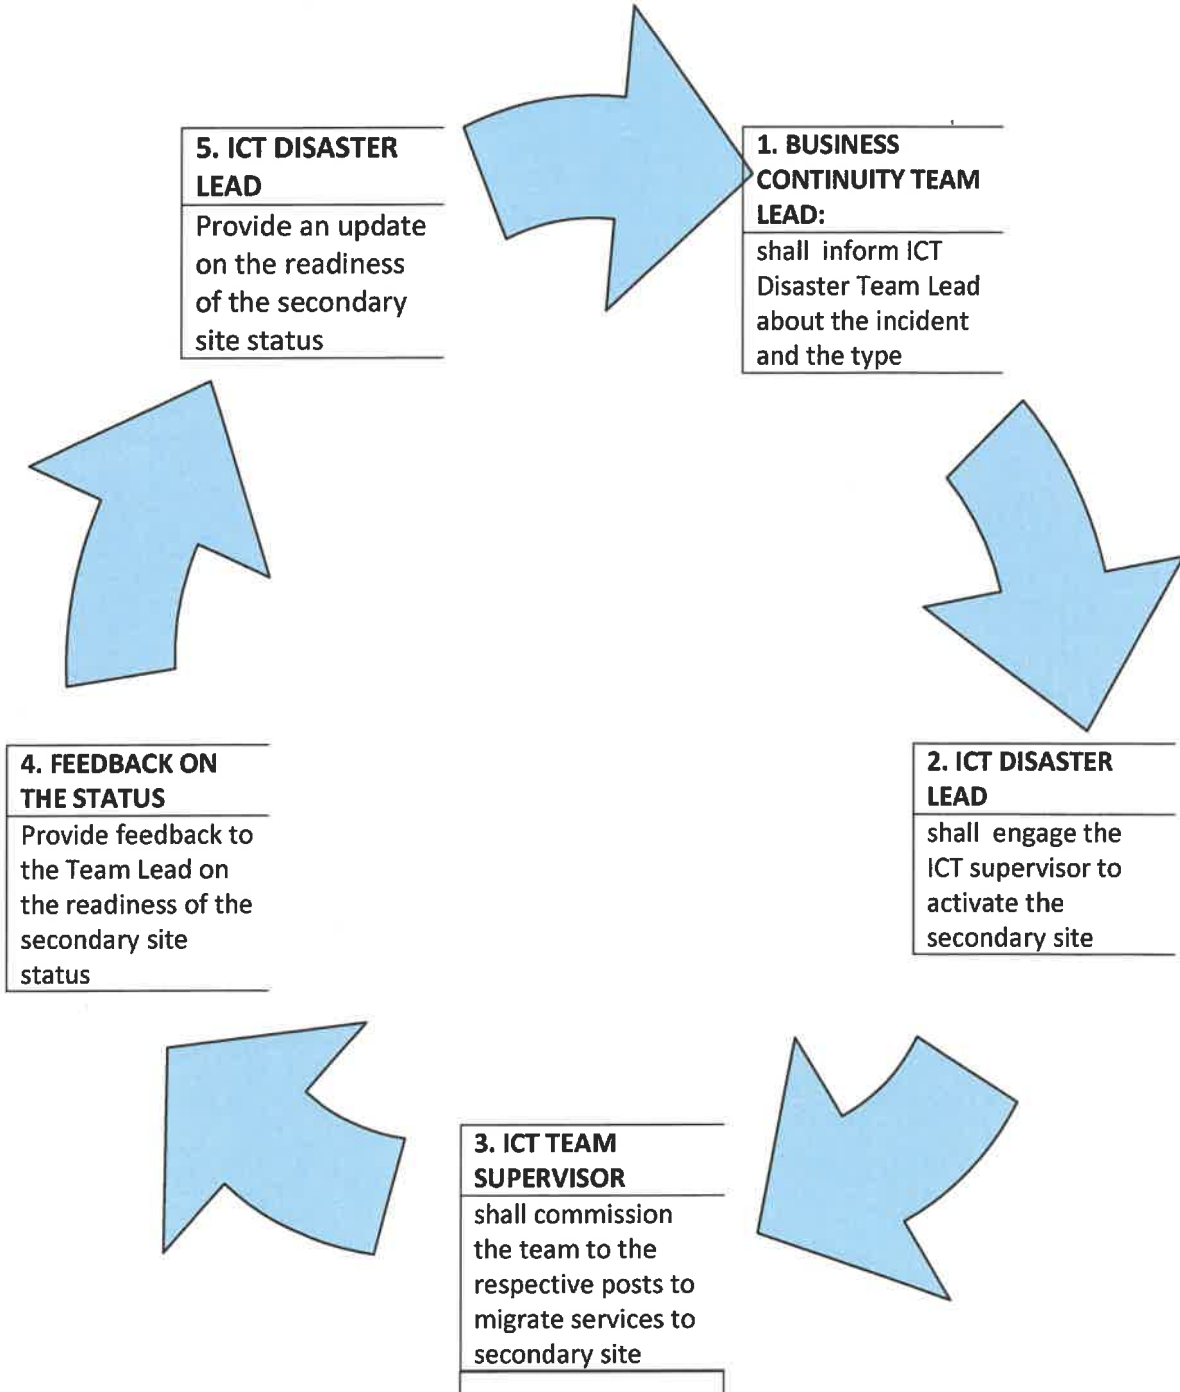 1. BUSINESS
CONTINUITY TEAM
LEAD:
shall inform ICT
Disaster Team Lead
about the incident
and the type
2. ICT DISASTER
LEAD
shall engage the
ICT supervisor to
activate the
secondary site
3. ICT TEAM
SUPERVISOR
shall commission
the team to the
respective posts to
migrate services to
secondary site
4. FEEDBACK ON
THE STATUS
Provide feedback to
the Team Lead on
the readiness of the
secondary site
status
5. ICT DISASTER
LEAD
Provide an update
on the readiness
of the secondary
site status